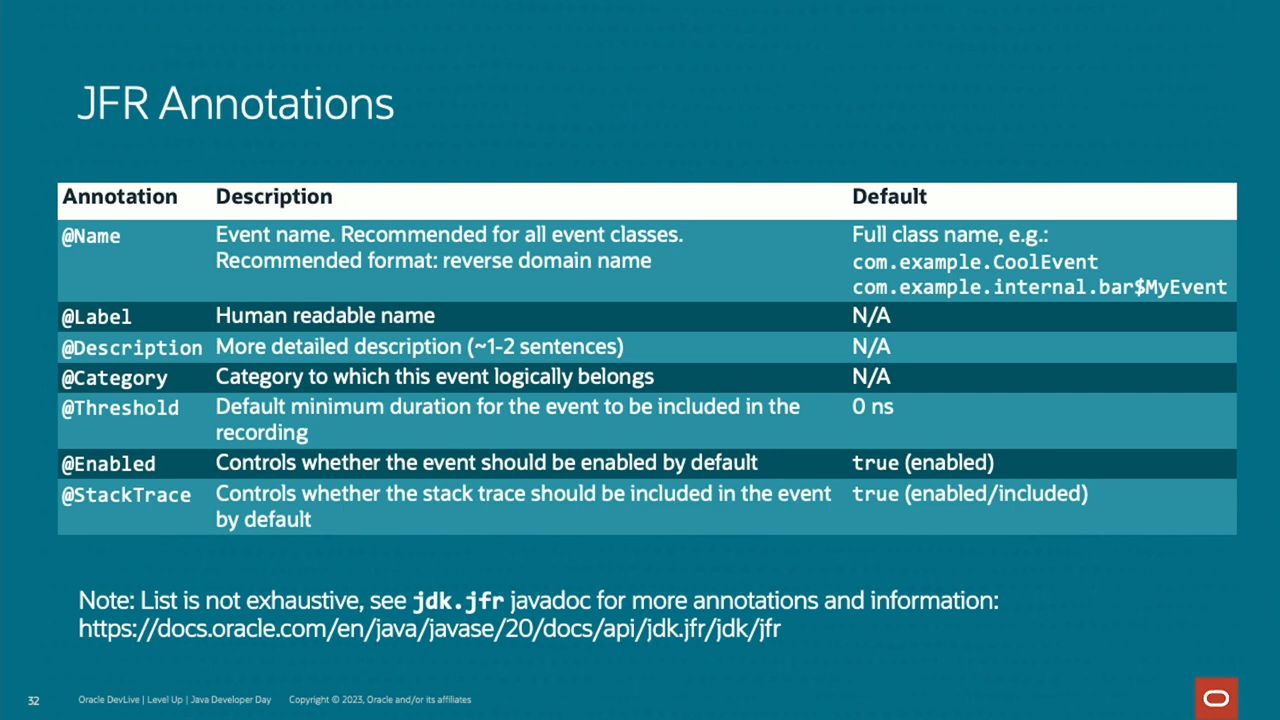 JFR Annotations
Annotation Description Default
@Name Event name. Recommended for all event classes. Full class name, e.g.:
Recommended format: reverse domain name com.example.CoolEvent
com.example.internal.bar$MyEvent
@Label Human readable name N/A
@Description More detailed description (~1-2 sentences) N/A
@Category Category to which this event logically belongs N/A
@Threshold Default minimum duration for the event to be included in the 0 ns
recording
@Enabled Controls whether the event should be enabled by default true (enabled)
@StackTrace Controls whether the stack trace should be included in the event true (enabled/included)
by default
Note: List is not exhaustive, see jdk.jfr javadoc for more annotations and information:
https://docs.oracle.com/en/java/javase/20/docs/api/jdk.jfr/jdk/jfr
32 Oracle DevLive | Level Up | Java Developer Day Copyright © 2023, Oracle and/or its affiliates